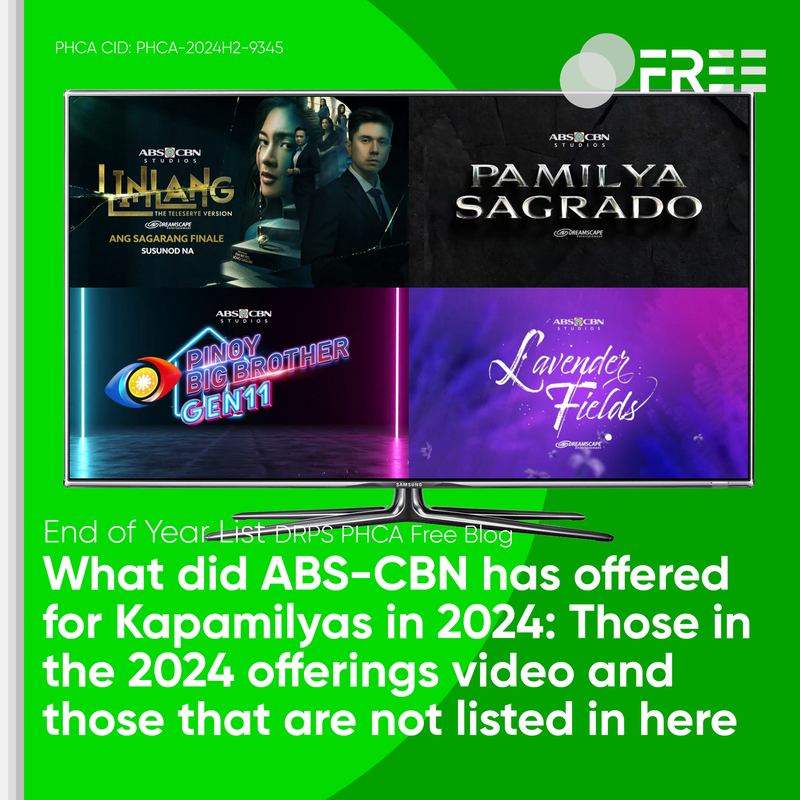 PHCA CID: PHCA-2024H2-9345
FREE
ABS CBN
STUDIOS
LINLANG
THE TELESERYE VERSION
DREAMSCAPE
Entertainment
ANG SAGARANG FINALE
SUSUNOD NA
ABS CBN
STUDIOS
PAMILYA
SAGRADO
DREAMSCAPE
Entertainment
ABS CBN
STUDIOS
PINOY
BIG BROTHER
GEN11
ABS CBN
STUDIOS
Lavender
Fields
DREAMSCAPE
Entertainment
SAMSUNG
End of Year List DRPS PHCA Free Blog
What did ABS-CBN has offered
for Kapamilyas in 2024: Those in
the 2024 offerings video and
those that are not listed in here